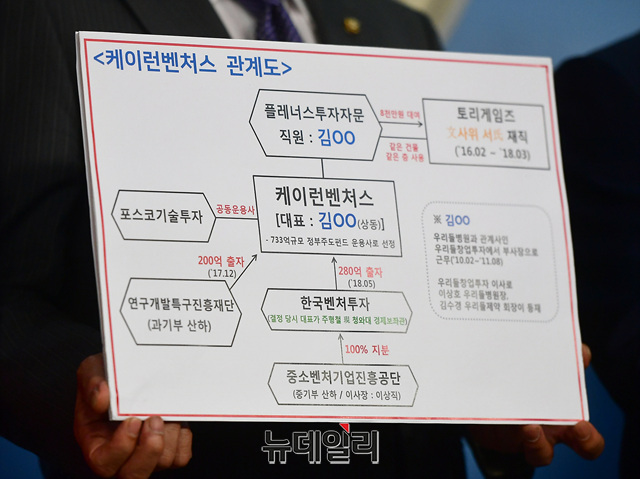 <케이런벤처스 관계도>
플레너스투자자문
직원 : 김OO
8천만원 대여
같은 건물
같은 층 사용
토리게임즈
文사위 서氏 재직
('16.02 ~ '18.03)
포스코기술투자
공동운용사
케이런벤처스
[대표 : 김OO(상동)]
- 733억규모 정부주도펀드 운용사로 선정
※ 김OO
우리들병원과 관계사인
우리들창업투자에서 부사장으로
근무('10.02~'11.08)
우리들창업투자 이사로
이상호 우리들병원장,
김수경 우리들제약 회장이 등재
200억 출자
('17.12)
280억 출자
('18.05)
연구개발특구진흥재단
(과기부 산하)
한국벤처투자
(결정 당시 대표가 주형철 現 청와대 경제보좌관)
100% 지분
중소벤처기업진흥공단
(중기부 산하 / 이사장 : 이상직)
뉴데일리